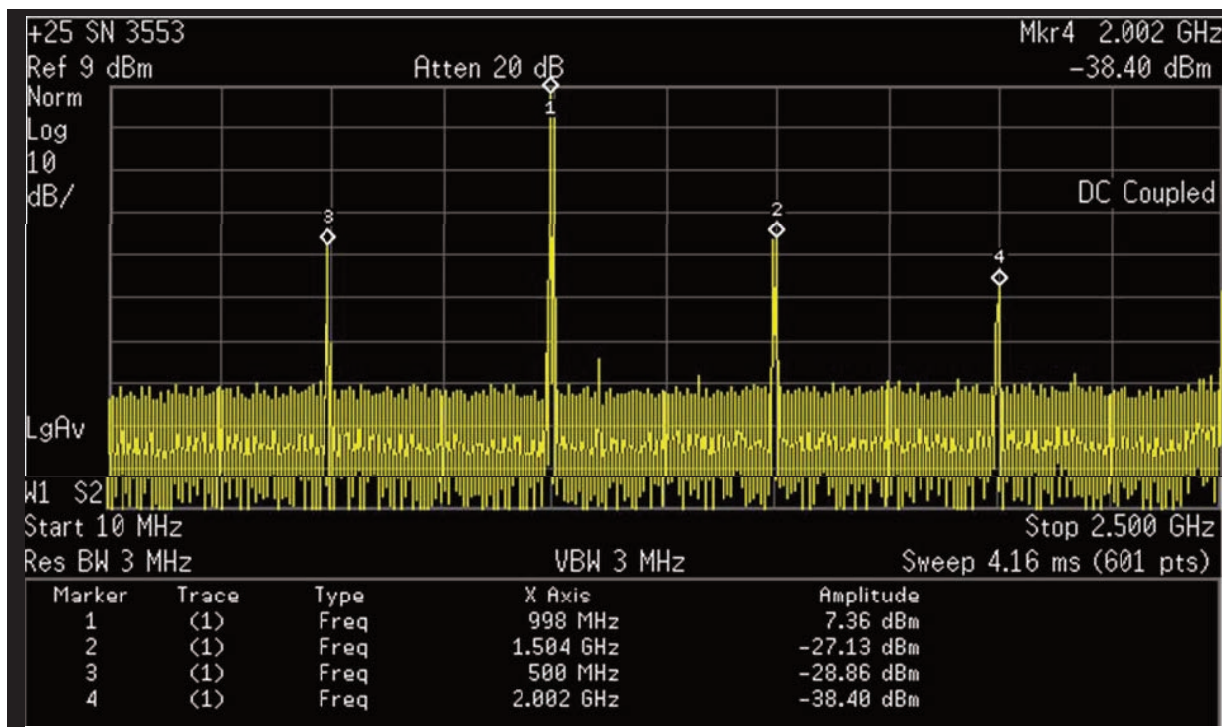 +25 SN 3553 Mkr4 2.002 GHz
Ref 9 dBm Atten 20 dB -38.40 dBm
Norm
Log
10
dB/
DC Coupled
1
3
2
4
LgAv
W1 S2
Start 10 MHz Stop 2.500 GHz
Res BW 3 MHz VBW 3 MHz Sweep 4.16 ms (601 pts)
Marker Trace Type X Axis Amplitude
1 (1) Freq 998 MHz 7.36 dBm
2 (1) Freq 1.504 GHz -27.13 dBm
3 (1) Freq 500 MHz -28.86 dBm
4 (1) Freq 2.002 GHz -38.40 dBm